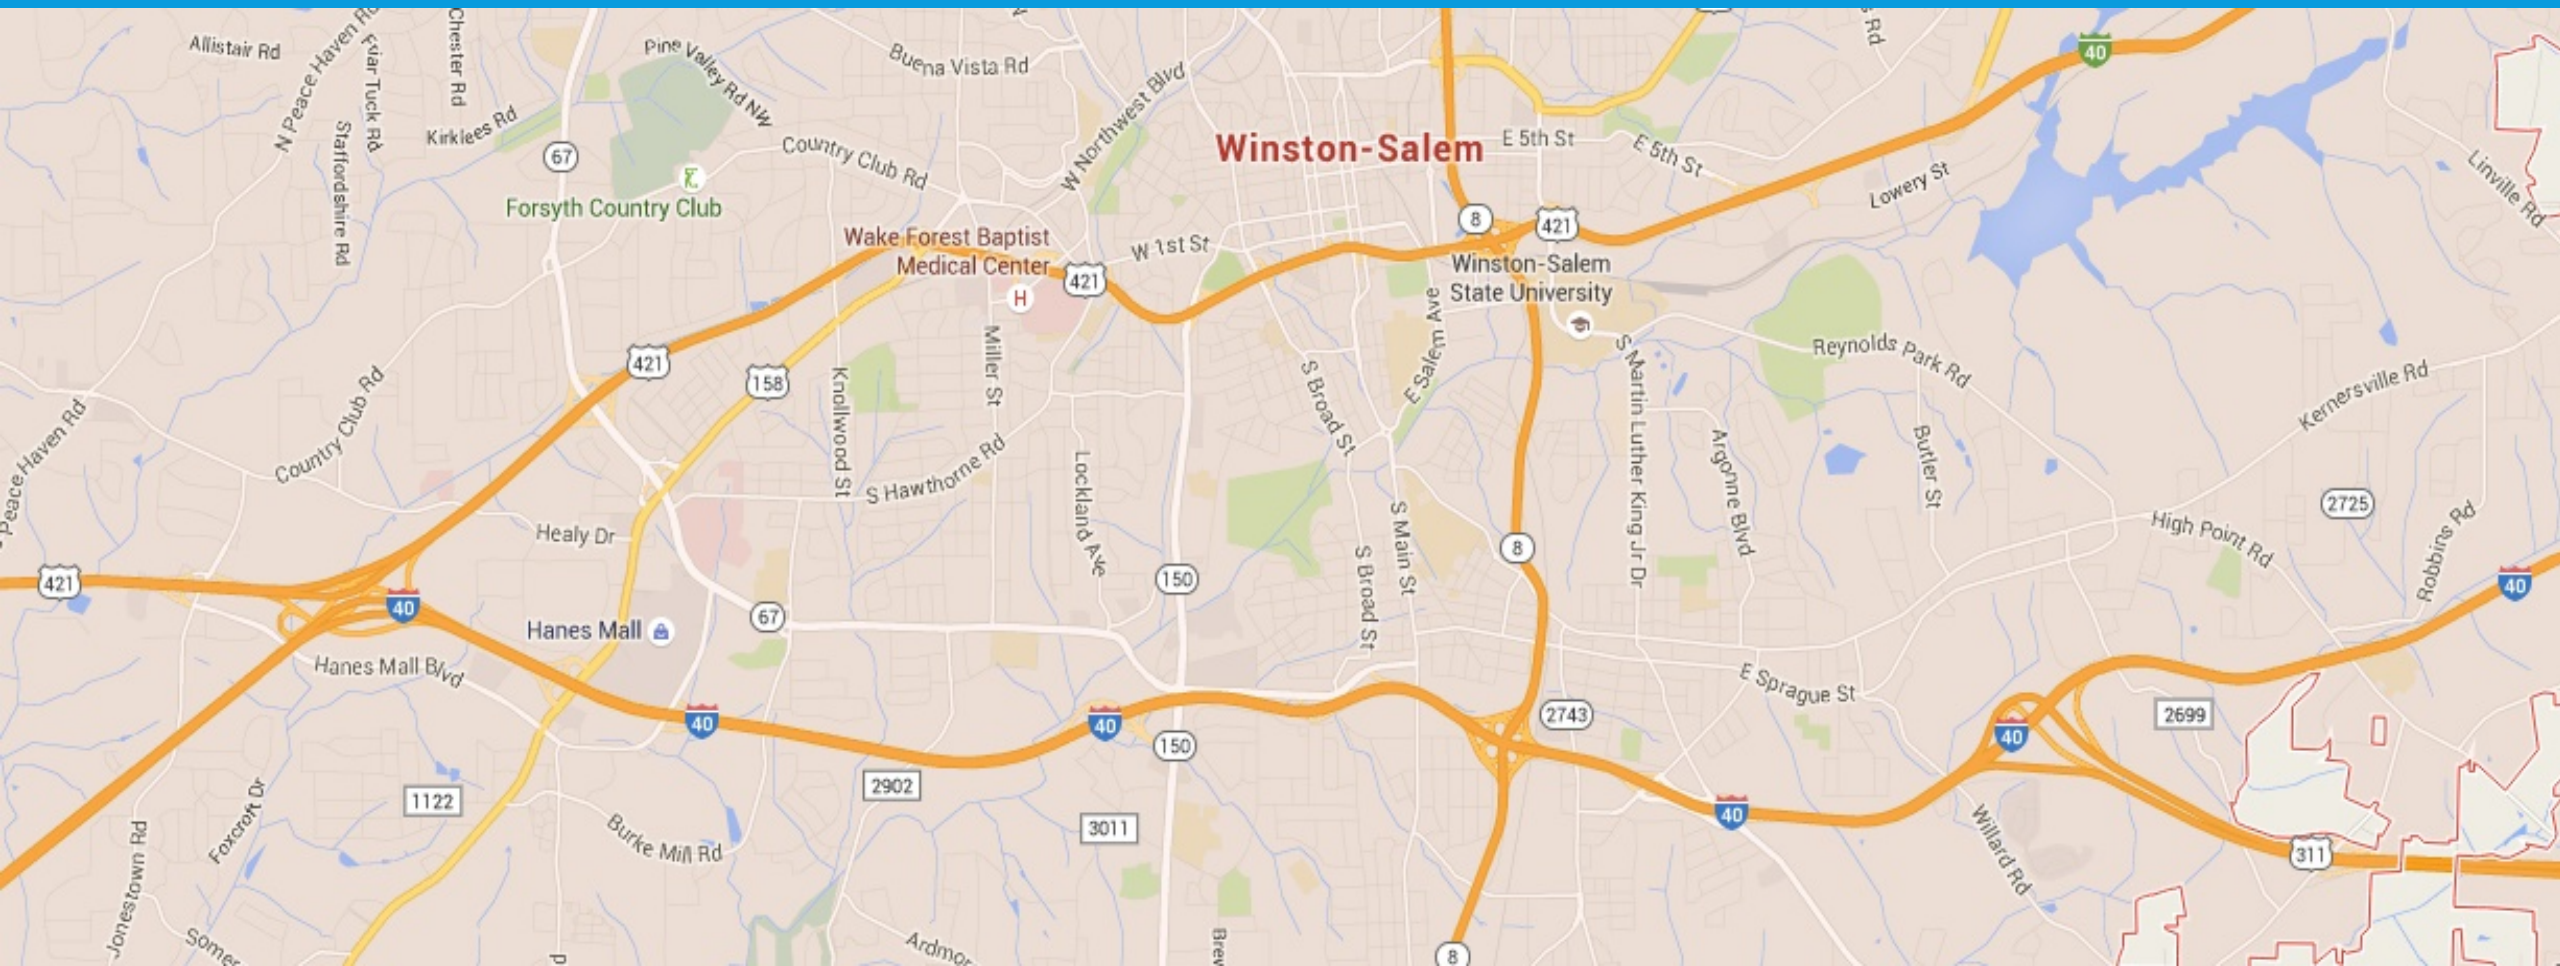 Allistair Rd
N Peace Haven Rd
Friar Tuck Rd
Chester Rd
Staffordshire Rd
Kirklees Rd
67
Pine Valley Rd NW
Forsyth Country Club
Buena Vista Rd
Country Club Rd
W Northwest Blvd
Winston-Salem
E 5th St
E 5th St
s Rd
40
Lowery St
Linville Rd
Wake Forest Baptist
Medical Center
H
421
W 1st St
8
421
Winston-Salem
State University
421
158
Knollwood St
Miller St
S Broad St
E Salem Ave
S Martin Luther King Jr Dr
Reynolds Park Rd
Kernersville Rd
Peace Haven Rd
Country Club Rd
S Hawthorne Rd
Lockland Ave
Argonne Blvd
Butler St
2725
High Point Rd
Robbins Rd
Healy Dr
S Main St
8
S Broad St
150
421
40
Hanes Mall
67
40
Hanes Mall Blvd
E Sprague St
40
40
150
2743
40
2699
1122
2902
3011
40
Foxcroft Dr
Burke Mill Rd
Jonestown Rd
Willard Rd
311
Somer
Ardmor
Brew
8